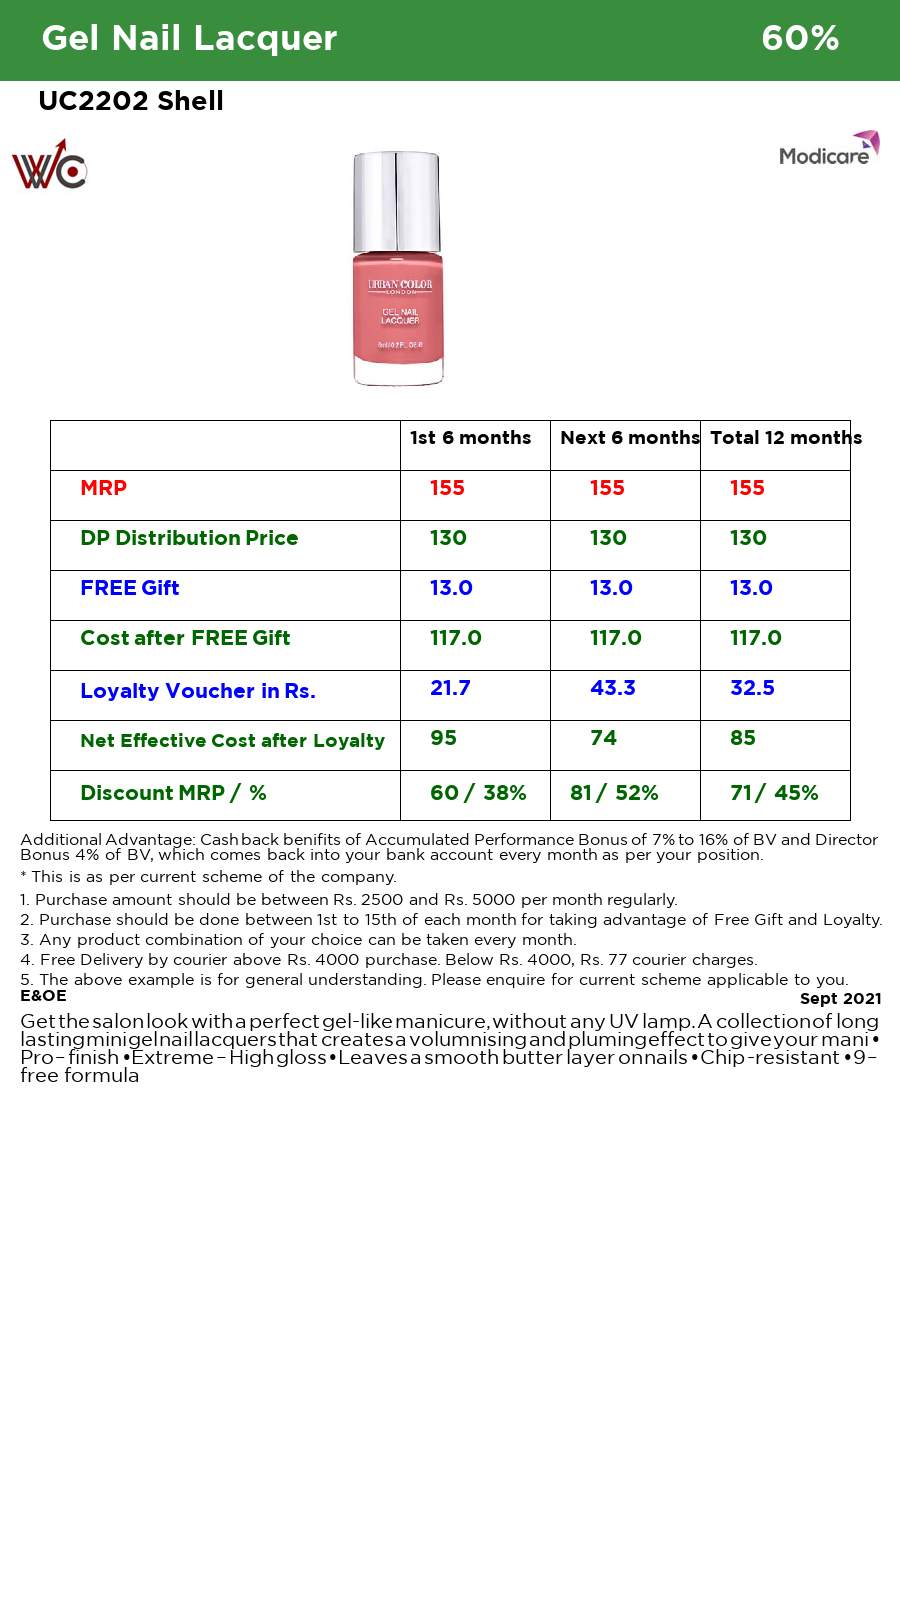 Gel Nail Lacquer 60%
UC2202 Shell
WC
Modicare
URBAN COLOR
LONDON
GEL NAIL
LACQUER
1st 6 months Next 6 months Total 12 months
MRP 155 155 155
DP Distribution Price 130 130 130
FREE Gift 13.0 13.0 13.0
Cost after FREE Gift 117.0 117.0 117.0
Loyalty Voucher in Rs. 21.7 43.3 32.5
Net Effective Cost after Loyalty 95 74 85
Discount MRP / % 60 / 38% 81 / 52% 71 / 45%
Additional Advantage: Cashback benifits of Accumulated Performance Bonus of 7% to 16% of BV and Director
Bonus 4% of BV, which comes back into your bank account every month as per your position.
* This is as per current scheme of the company.
1. Purchase amount should be between Rs. 2500 and Rs. 5000 per month regularly.
2. Purchase should be done between 1st to 15th of each month for taking advantage of Free Gift and Loyalty.
3. Any product combination of your choice can be taken every month.
4. Free Delivery by courier above Rs. 4000 purchase. Below Rs. 4000, Rs. 77 courier charges.
5. The above example is for general understanding. Please enquire for current scheme applicable to you.
E&OE Sept 2021
Get the salon look with a perfect gel-like manicure, without any UV lamp. A collection of long
lasting mini gel nail lacquers that creates a volumnising and pluming effect to give your mani •
Pro – finish • Extreme – High gloss • Leaves a smooth butter layer on nails • Chip -resistant • 9 –
free formula